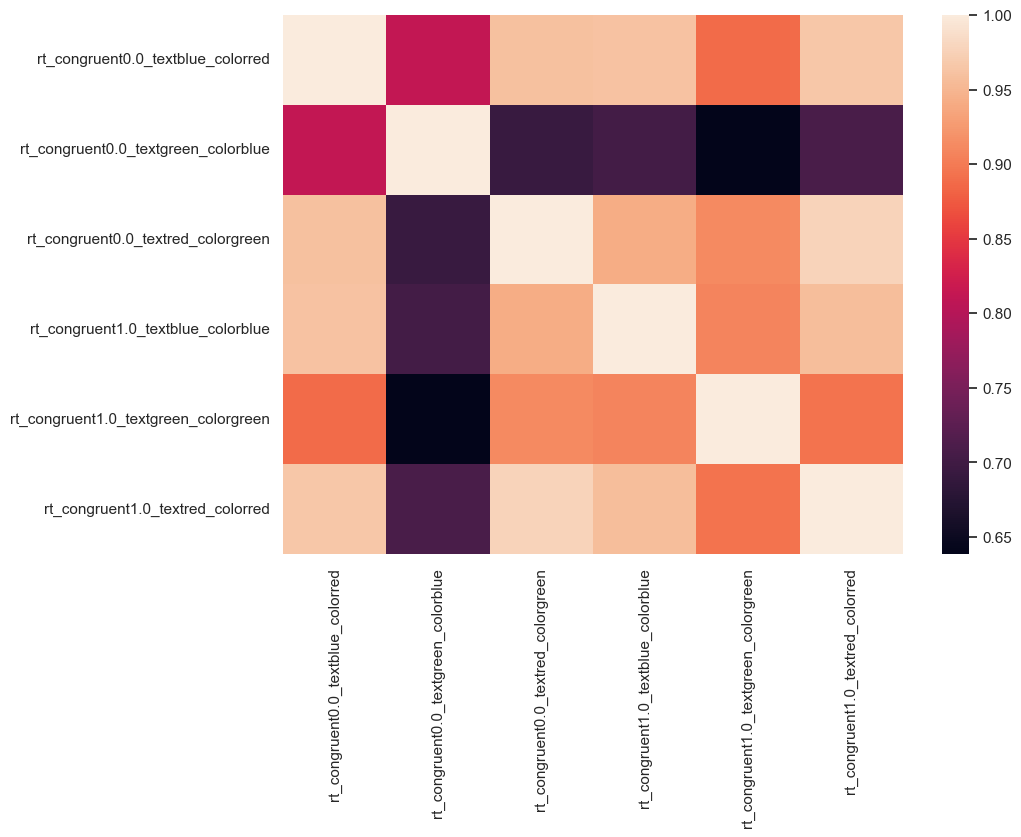 rt_congruent0.0_textblue_colorred
rt_congruent0.0_textgreen_colorblue
rt_congruent0.0_textred_colorgreen
rt_congruent1.0_textblue_colorblue
rt_congruent1.0_textgreen_colorgreen
rt_congruent1.0_textred_colorred
rt_congruent0.0_textblue_colorred
rt_congruent0.0_textgreen_colorblue
rt_congruent0.0_textred_colorgreen
rt_congruent1.0_textblue_colorblue
rt_congruent1.0_textgreen_colorgreen
rt_congruent1.0_textred_colorred
1.00
0.95
0.90
0.85
0.80
0.75
0.70
0.65